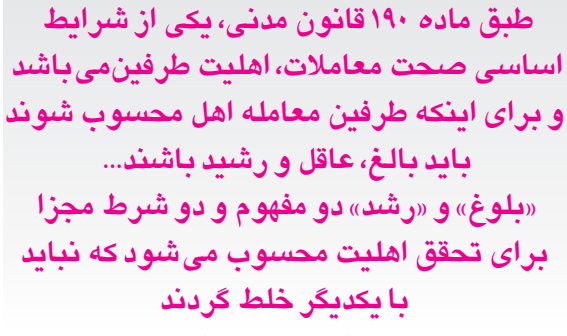 طبق ماده ۱۹۰ قانون مدنی، یکی از شرایط
اساسی صحت معاملات، اهلیت طرفین‌می‌باشد
و برای اینکه طرفین معامله اهل محسوب شوند
باید بالغ، عاقل و رشید باشند...
«بلوغ» و «رشد» دو مفهوم و دو شرط مجزا
برای تحقق اهلیت محسوب می‌شود که نباید
با یکدیگر خلط گردند